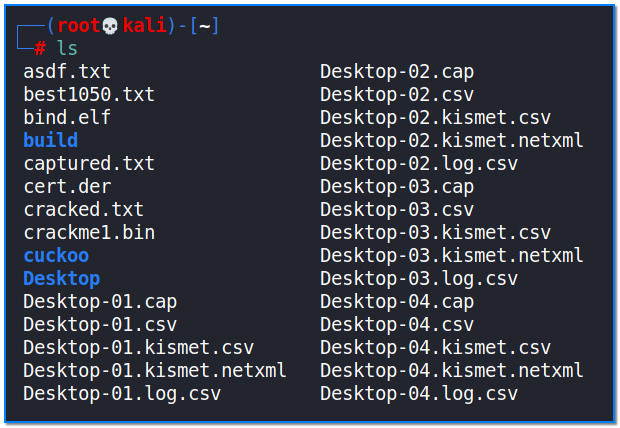 ┌──(root💀kali)-[~]
└─# ls
asdf.txt                   Desktop-02.cap
best1050.txt               Desktop-02.csv
bind.elf                   Desktop-02.kismet.csv
build                      Desktop-02.kismet.netxml
captured.txt               Desktop-02.log.csv
cert.der                   Desktop-03.cap
cracked.txt                Desktop-03.csv
crackme1.bin               Desktop-03.kismet.csv
cuckoo                     Desktop-03.kismet.netxml
Desktop                    Desktop-03.log.csv
Desktop-01.cap             Desktop-04.cap
Desktop-01.csv             Desktop-04.csv
Desktop-01.kismet.csv      Desktop-04.kismet.csv
Desktop-01.kismet.netxml   Desktop-04.kismet.netxml
Desktop-01.log.csv         Desktop-04.log.csv